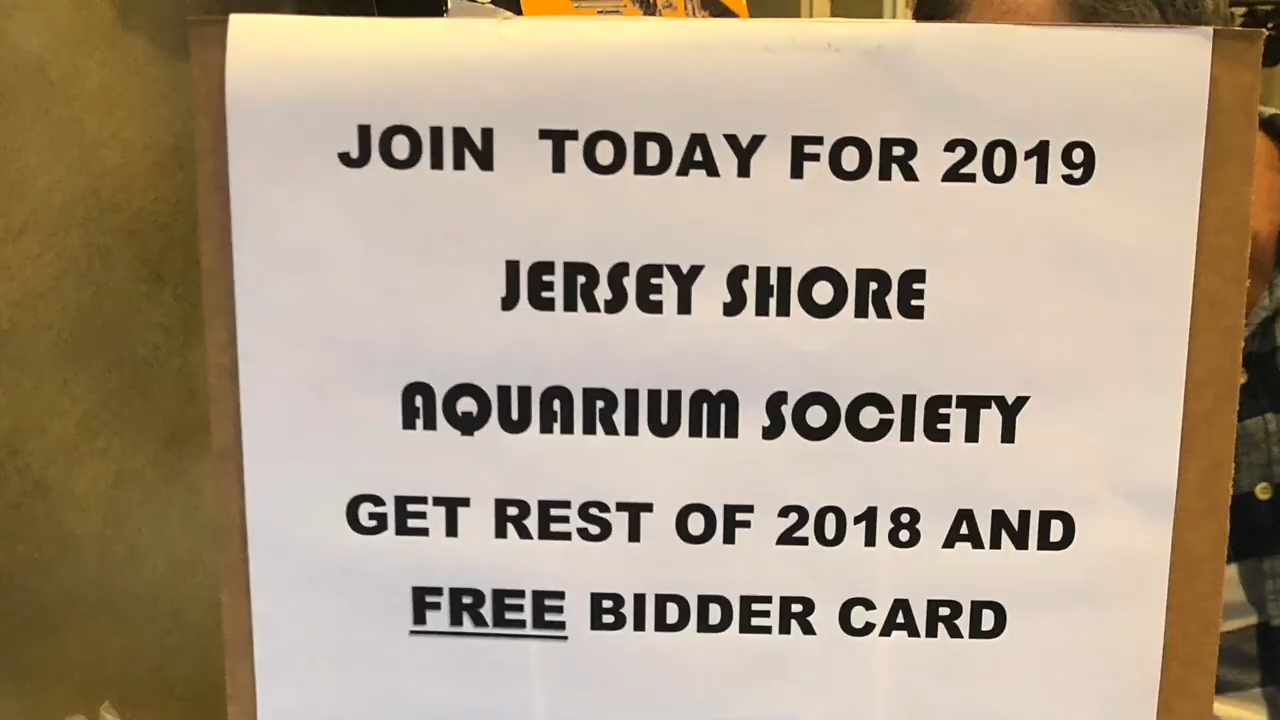 JOIN TODAY FOR 2019
JERSEY SHORE
AQUARIUM SOCIETY
GET REST OF 2018 AND
FREE BIDDER CARD